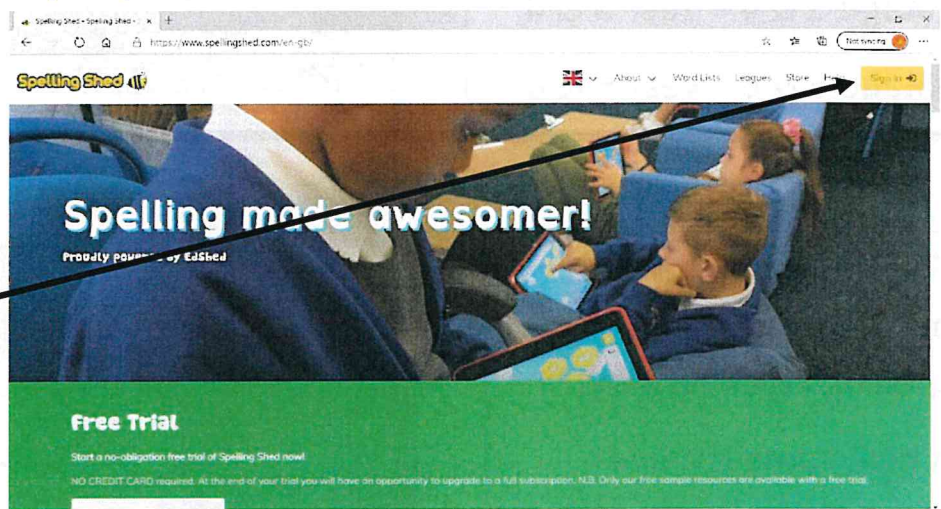 Spelling Shed - Spelling Shed -
https://www.spellingshed.com/en-gb/
Not syncing
Spelling Shed
About Word Lists Leagues Store Sign in
Spelling made awesomer!
Proudly powered by EdShed
Free Trial
Start a no-obligation free trial of Spelling Shed now!
NO CREDIT CARD required. At the end of your trial you will have an opportunity to upgrade to a full subscription. N.B. Only our free sample resources are available with a free trial.